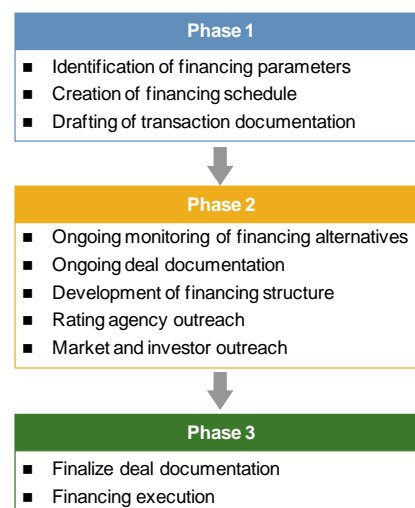 Phase 1
■ Identification of financing parameters
■ Creation of financing schedule
■ Drafting of transaction documentation
Phase 2
■ Ongoing monitoring of financing alternatives
■ Ongoing deal documentation
■ Development of financing structure
■ Rating agency outreach
■ Market and investor outreach
Phase 3
■ Finalize deal documentation
■ Financing execution